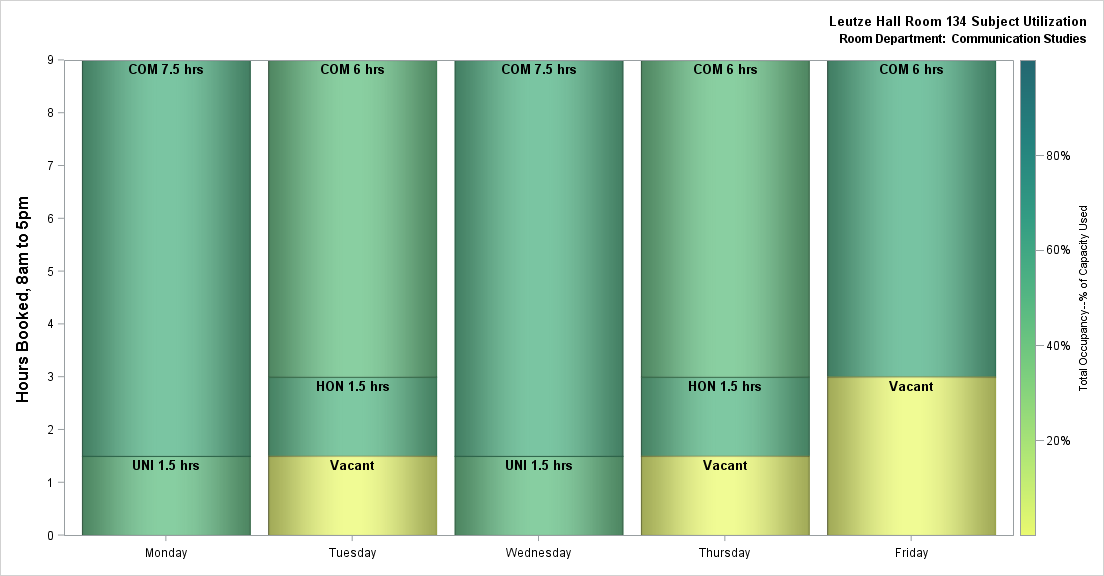 Leutze Hall Room 134 Subject Utilization
Room Department: Communication Studies
Hours Booked, 8am to 5pm
9
8
7
6
5
4
3
2
1
0
COM 7.5 hrs
UNI 1.5 hrs
COM 6 hrs
HON 1.5 hrs
Vacant
COM 7.5 hrs
UNI 1.5 hrs
COM 6 hrs
HON 1.5 hrs
Vacant
COM 6 hrs
Vacant
Monday
Tuesday
Wednesday
Thursday
Friday
80%
60%
40%
20%
Total Occupancy--% of Capacity Used